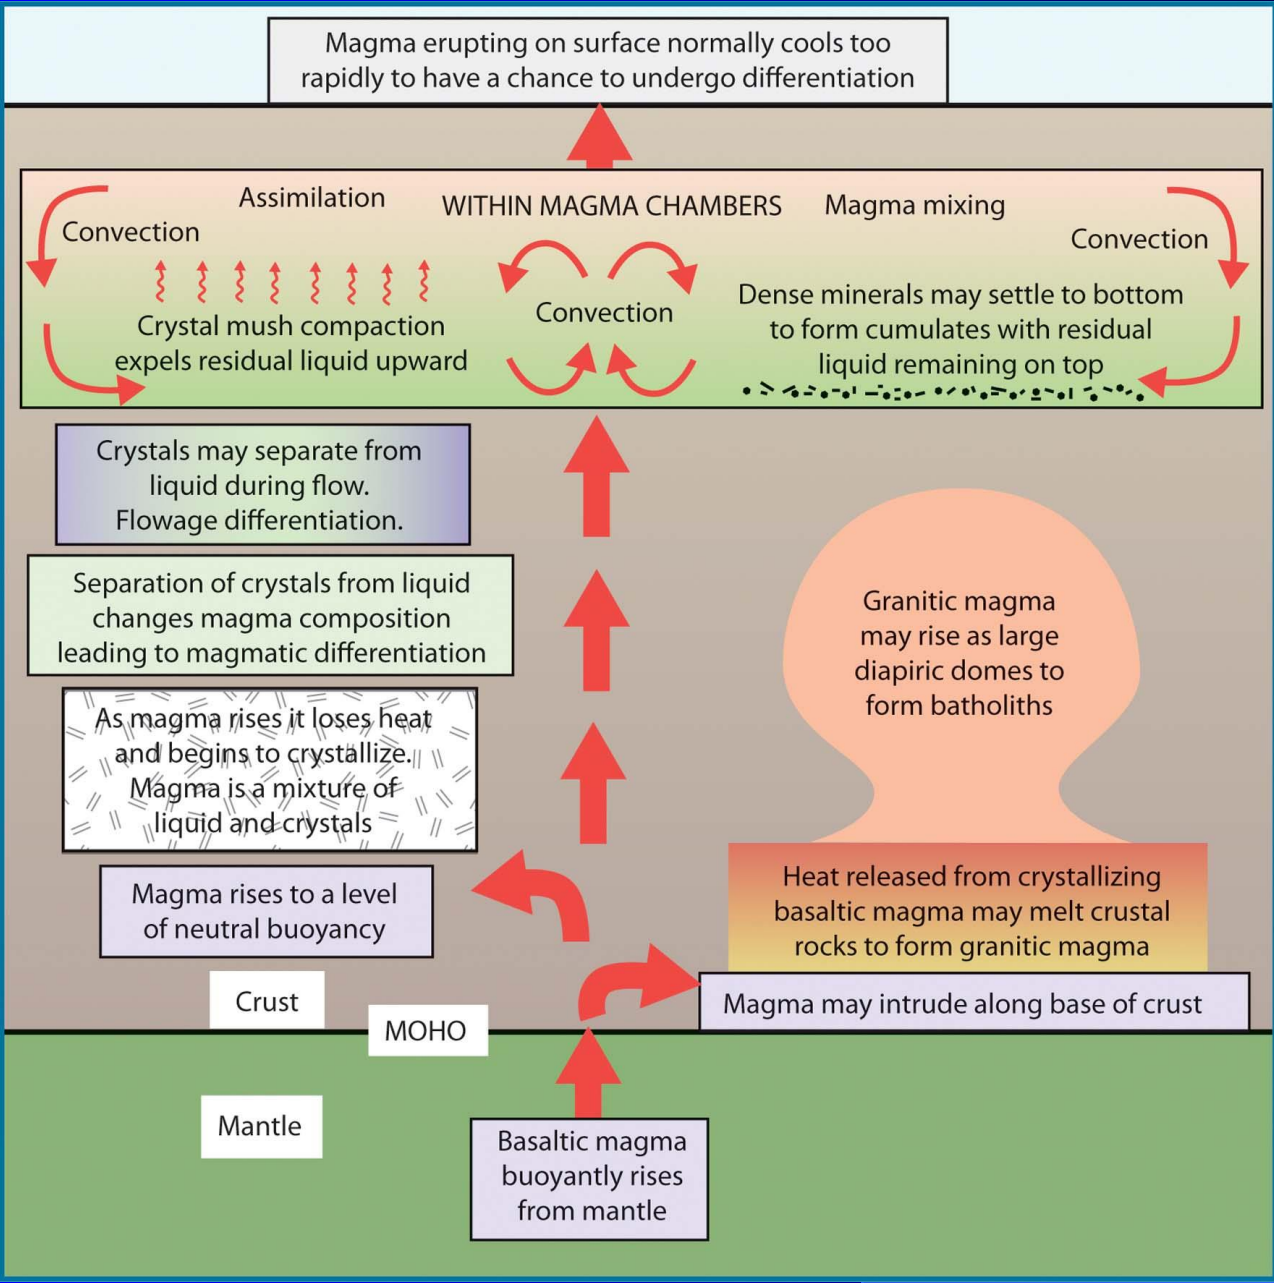 Magma erupting on surface normally cools too
rapidly to have a chance to undergo differentiation
Assimilation
WITHIN MAGMA CHAMBERS
Magma mixing
Convection
Convection
Crystal mush compaction
expels residual liquid upward
Convection
Dense minerals may settle to bottom
to form cumulates with residual
liquid remaining on top
Crystals may separate from
liquid during flow.
Flowage differentiation.
Separation of crystals from liquid
changes magma composition
leading to magmatic differentiation
As magma rises it loses heat
and begins to crystallize.
Magma is a mixture of
liquid and crystals
Magma rises to a level
of neutral buoyancy
Granitic magma
may rise as large
diapiric domes to
form batholiths
Heat released from crystallizing
basaltic magma may melt crustal
rocks to form granitic magma
Magma may intrude along base of crust
Crust
MOHO
Mantle
Basaltic magma
buoyantly rises
from mantle